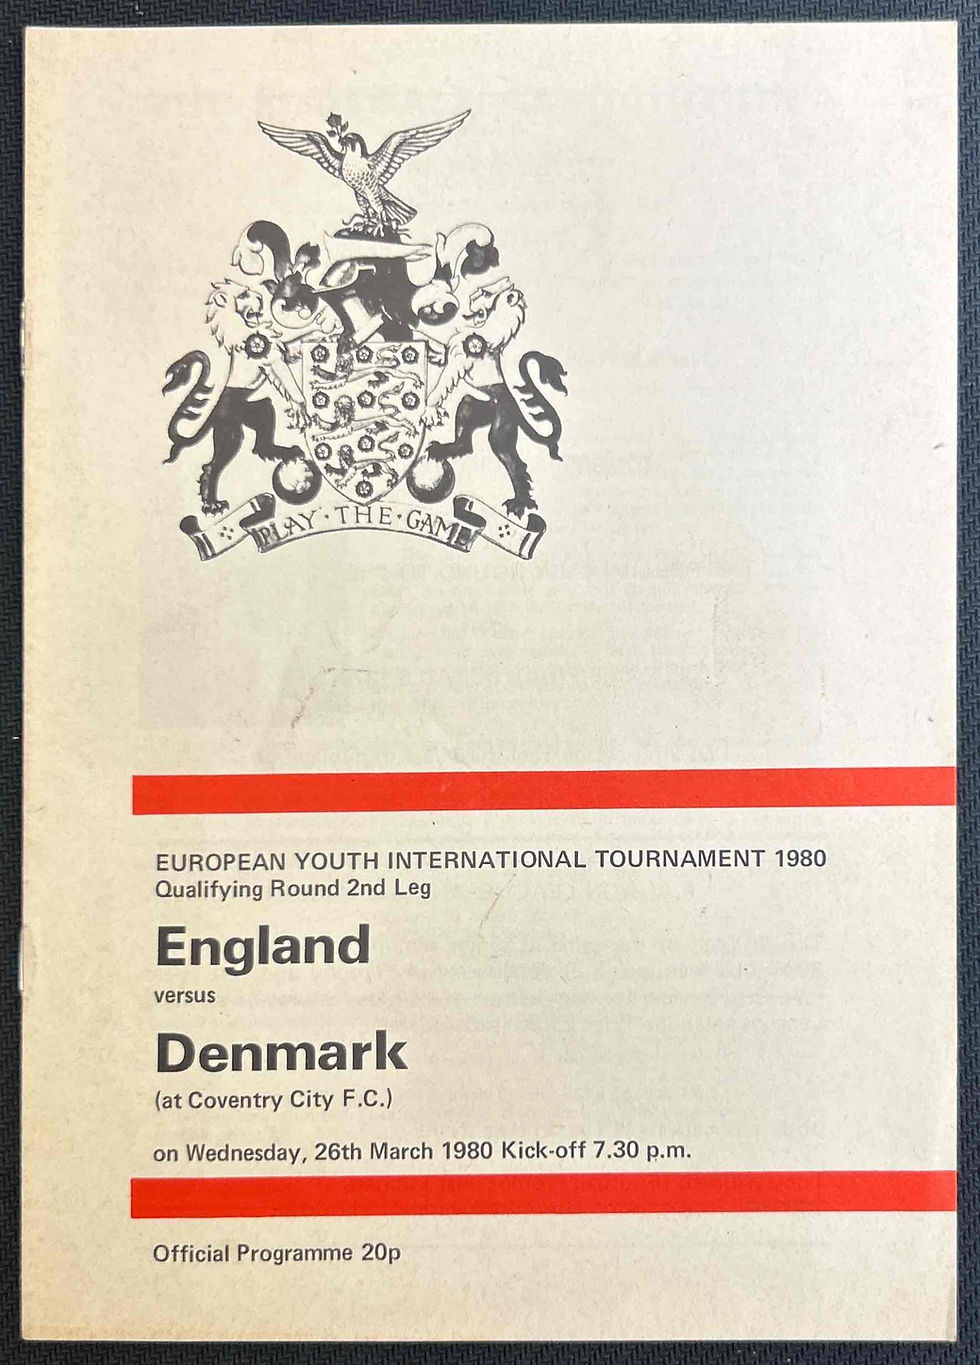 PLAY · THE · GAME
EUROPEAN YOUTH INTERNATIONAL TOURNAMENT 1980
Qualifying Round 2nd Leg
England
versus
Denmark
(at Coventry City F.C.)
on Wednesday, 26th March 1980 Kick-off 7.30 p.m.
Official Programme 20p